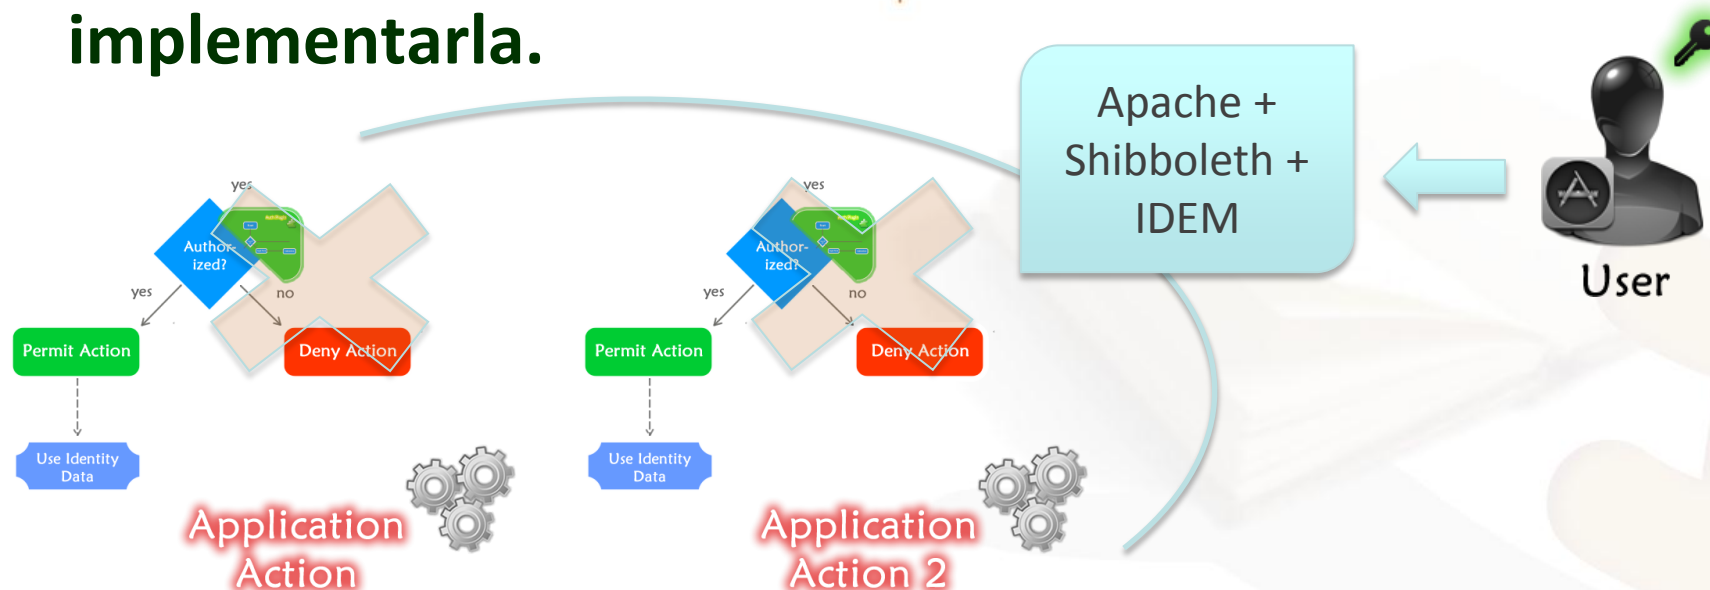 implementarla.
Apache +
Shibboleth +
IDEM
User
yes
Author-
ized?
yes
no
Permit Action
Deny Action
Use Identity
Data
Application
Action
yes
Author-
ized?
yes
no
Permit Action
Deny Action
Use Identity
Data
Application
Action 2